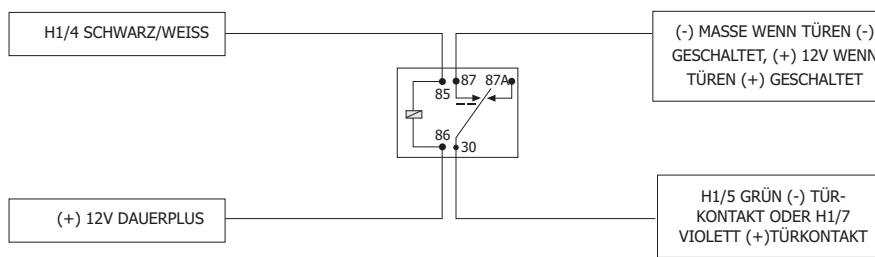 H1/4 SCHWARZ/WEISS
(-) MASSE WENN TÜREN (-)
GESCHALTET, (+) 12V WENN
TÜREN (+) GESCHALTET
87 87A
85
86
30
(+) 12V DAUERPLUS
H1/5 GRÜN (-) TÜR-
KONTAKT ODER H1/7
VIOLETT (+)TÜRKONTAKT